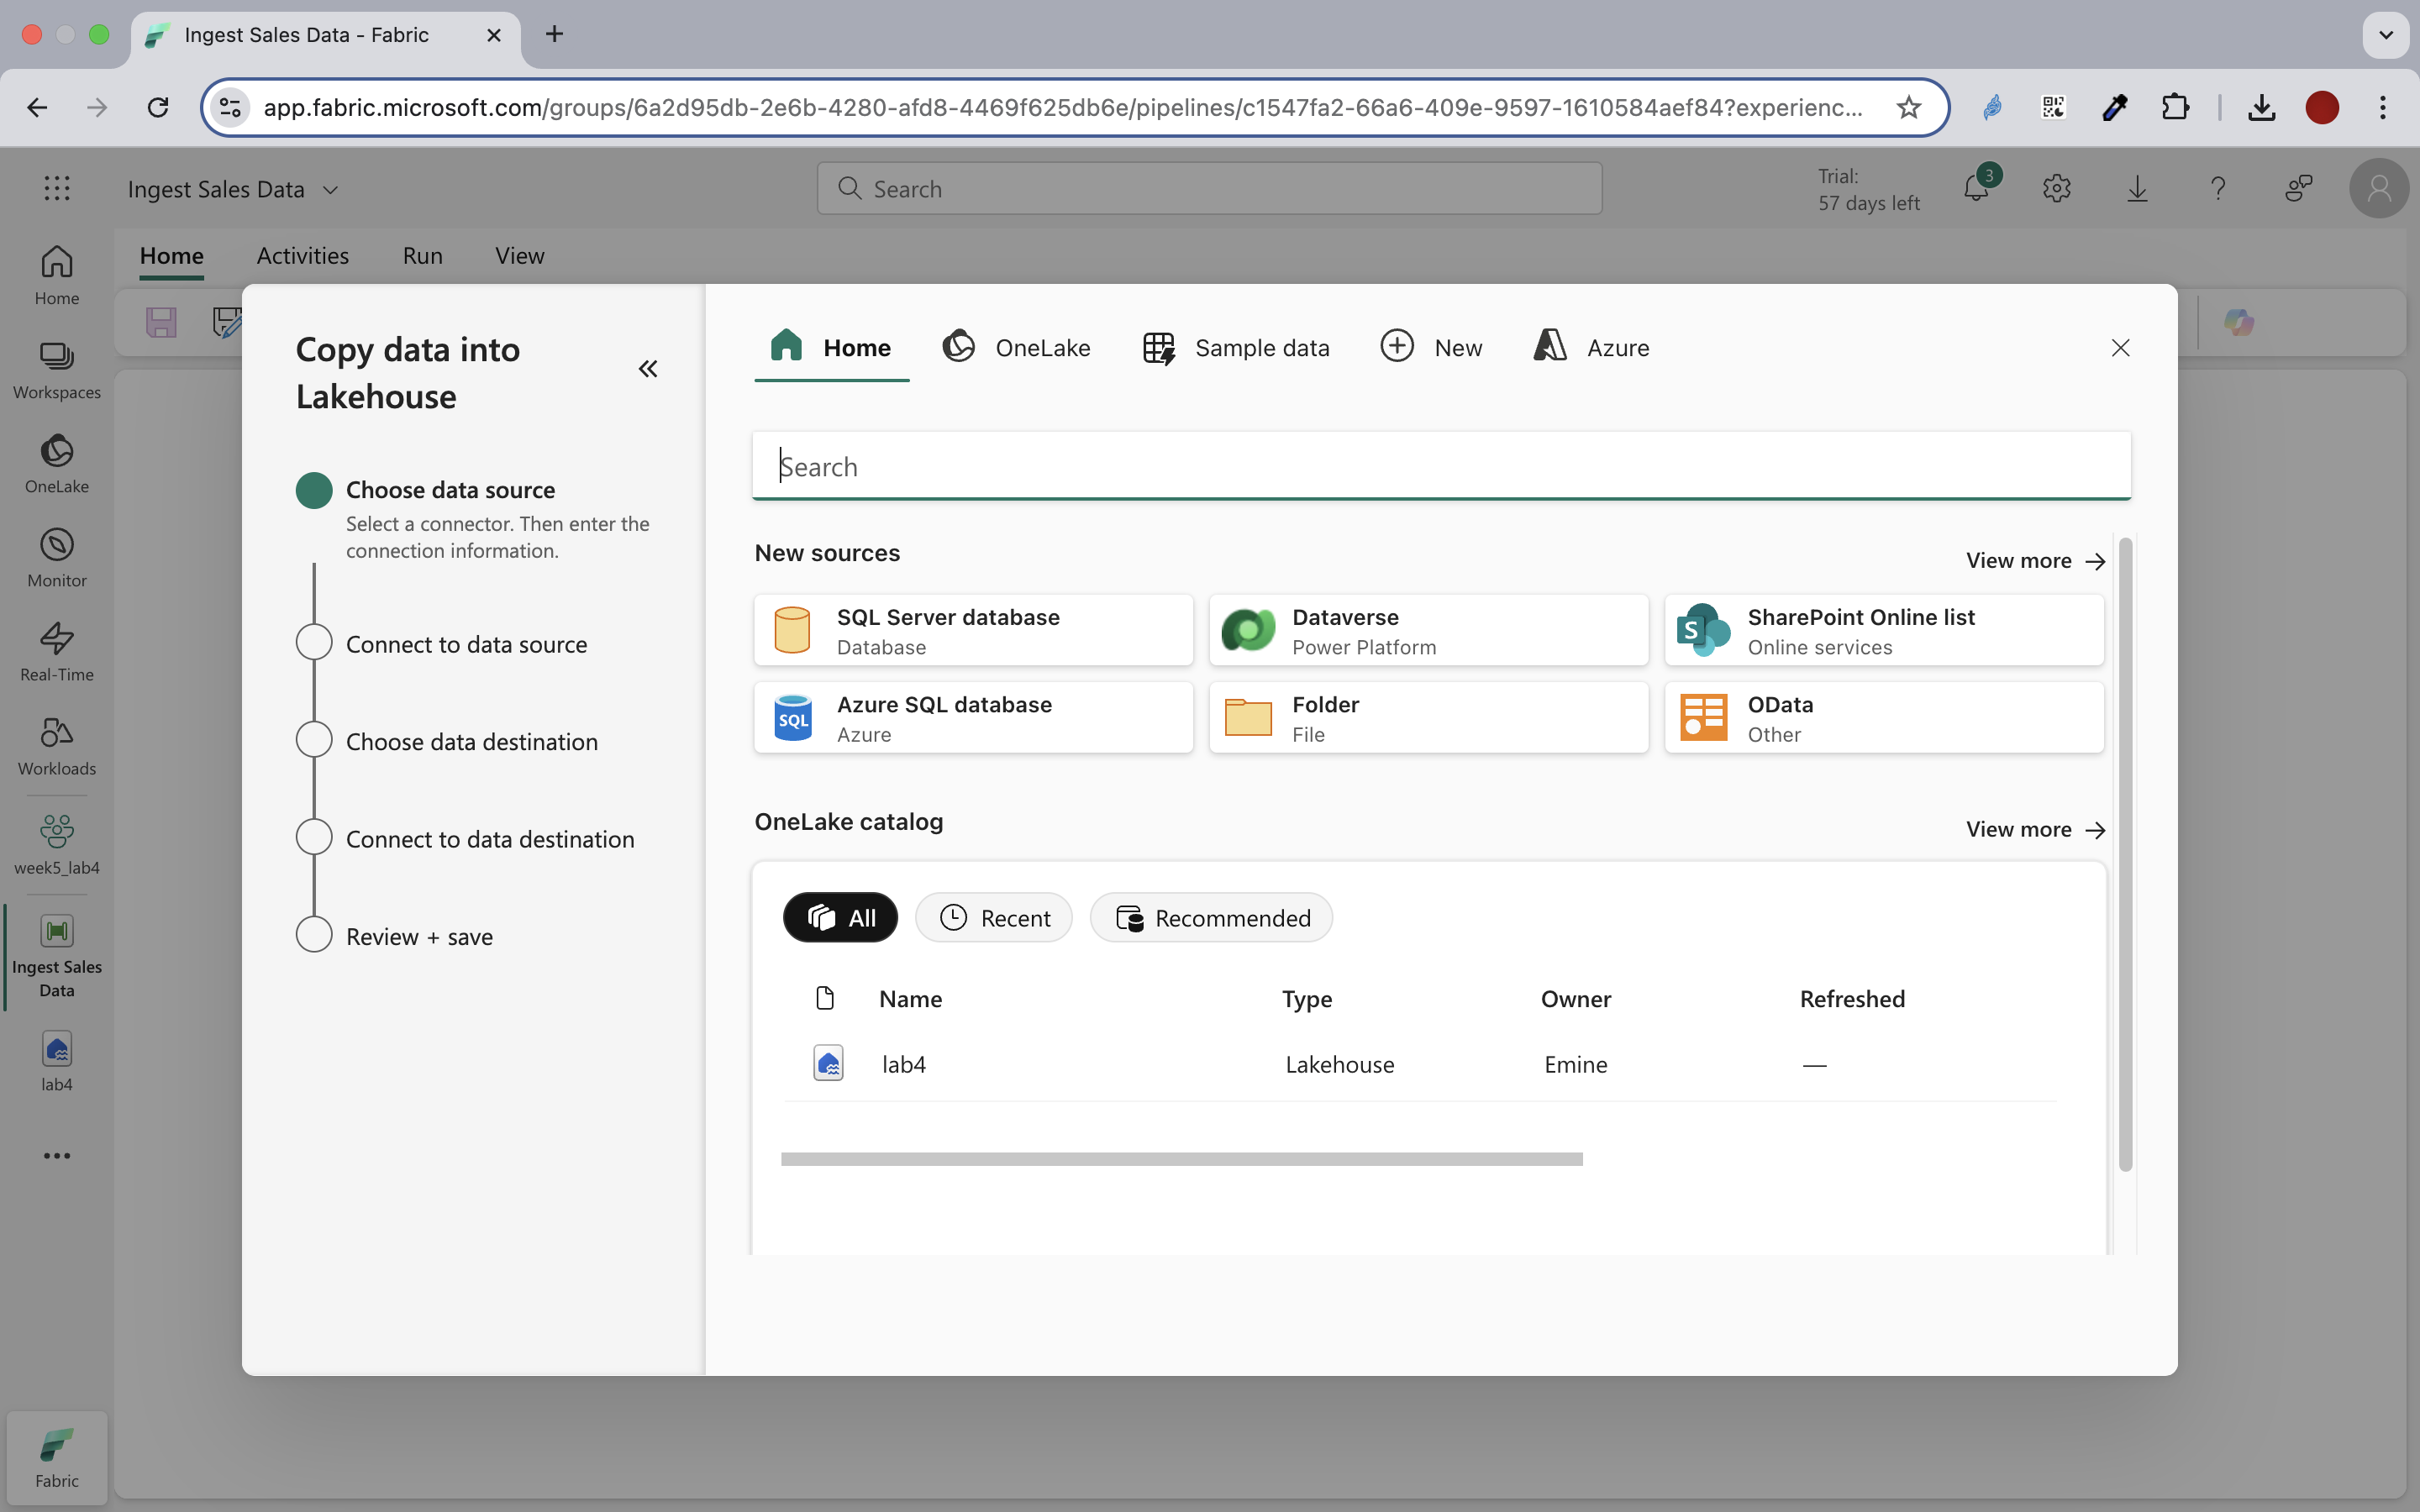 Ingest Sales Data - Fabric
app.fabric.microsoft.com/groups/6a2d95db-2e6b-4280-afd8-4469f625db6e/pipelines/c1547fa2-66a6-409e-9597-1610584aef84?experienc...
Ingest Sales Data
Search
Trial:
57 days left
3
Home
Activities
Run
View
Home
Workspaces
OneLake
Monitor
Real-Time
Workloads
week5_lab4
Ingest Sales
Data
lab4
Fabric
Copy data into
Lakehouse
Choose data source
Select a connector. Then enter the
connection information.
Connect to data source
Choose data destination
Connect to data destination
Review + save
Home
OneLake
Sample data
New
Azure
Search
New sources
View more
SQL Server database
Database
Dataverse
Power Platform
S
SharePoint Online list
Online services
SQL
Azure SQL database
Azure
Folder
File
OData
Other
OneLake catalog
View more
All
Recent
Recommended
Name
Type
Owner
Refreshed
lab4
Lakehouse
Emine
—